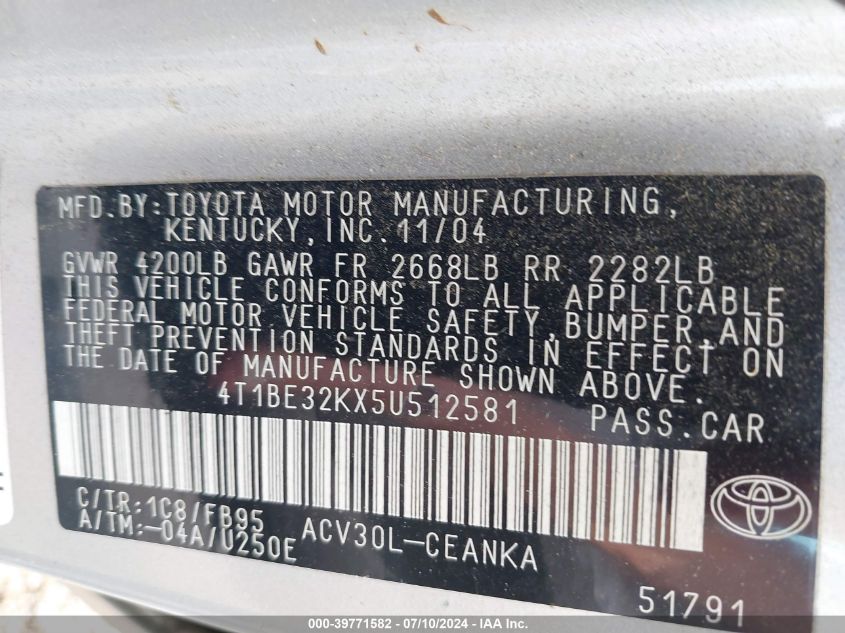 MFD.BY:TOYOTA MOTOR MANUFACTURING,
KENTUCKY,INC.11/04
GVWR 4200LB GAWR FR 2668LB RR 2282LB
THIS VEHICLE CONFORMS TO ALL APPLICABLE
FEDERAL MOTOR VEHICLE SAFETY,BUMPER,AND
THEFT PREVENTION STANDARDS IN EFFECT ON
THE DATE OF MANUFACTURE SHOWN ABOVE.
4T1BE32KX5U512581
PASS.CAR
C/TR:1C8/FB95
A/TM:-04A/U250E
ACV30L-CEANKA
51791
000-39771582 - 07/10/2024 - IAA Inc.